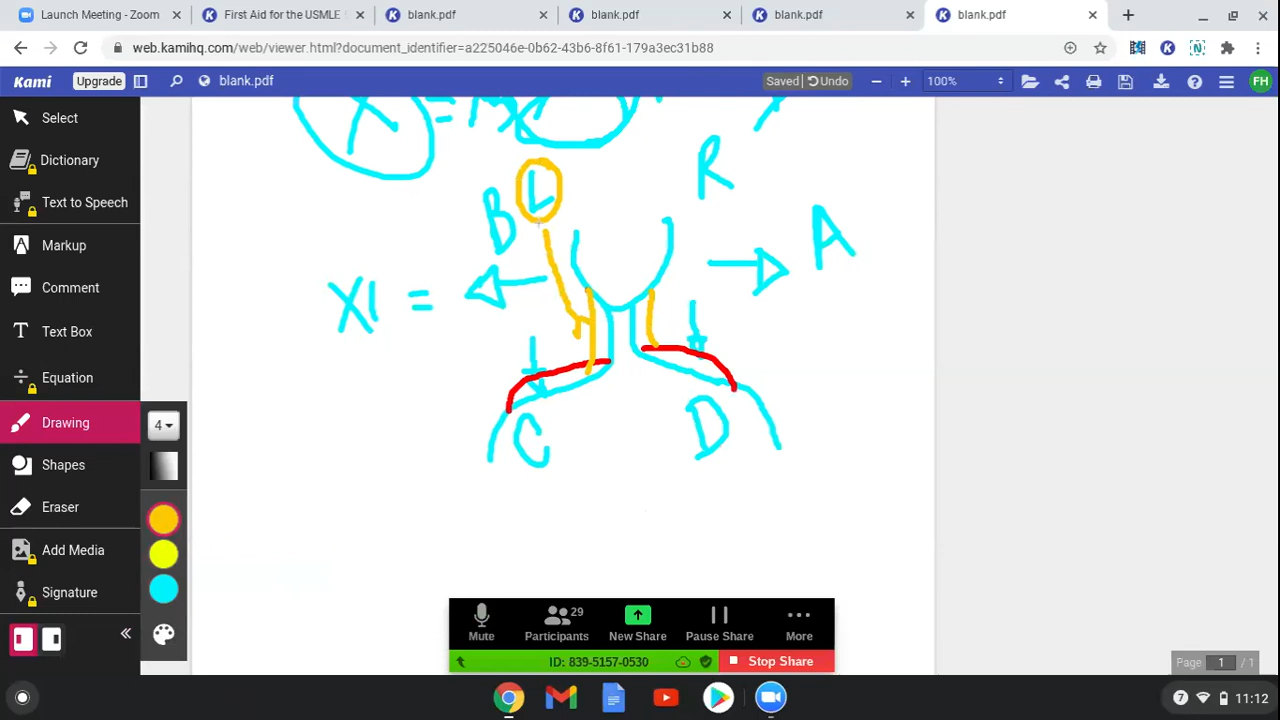 Launch Meeting - Zoom
First Aid for the USMLE S
blank.pdf
blank.pdf
blank.pdf
blank.pdf
web.kamihq.com/web/viewer.html?document_identifier=a225046e-0b62-43b6-8f61-179a3ec31b88
Kami Upgrade blank.pdf Saved Undo 100% FH
Select
Dictionary
Text to Speech
Markup
Comment
Text Box
Equation
Drawing 4
Shapes
Eraser
Add Media
Signature
X =
L R
B A
XI =
C D
29
Mute Participants New Share Pause Share More
ID: 839-5157-0530 Stop Share
Page 1 / 1
7 11:12